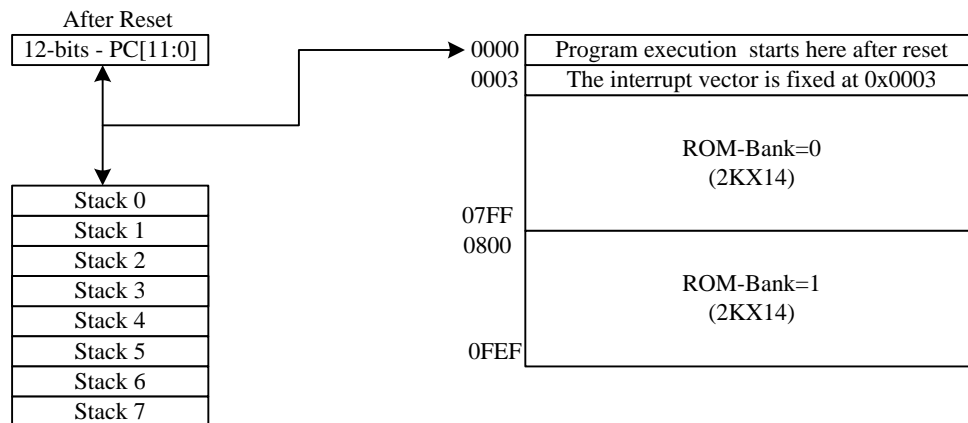 After Reset
12-bits - PC[11:0]
Stack 0
Stack 1
Stack 2
Stack 3
Stack 4
Stack 5
Stack 6
Stack 7
0000
Program execution starts here after reset
0003
The interrupt vector is fixed at 0x0003
ROM-Bank=0
(2KX14)
07FF
0800
ROM-Bank=1
(2KX14)
0FEF